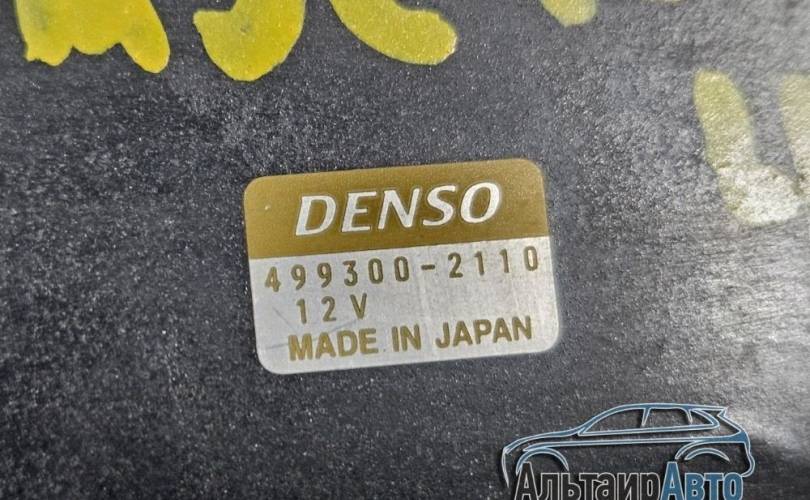 DENSO
499300-2110
12V
MADE IN JAPAN
АльтаирАвто